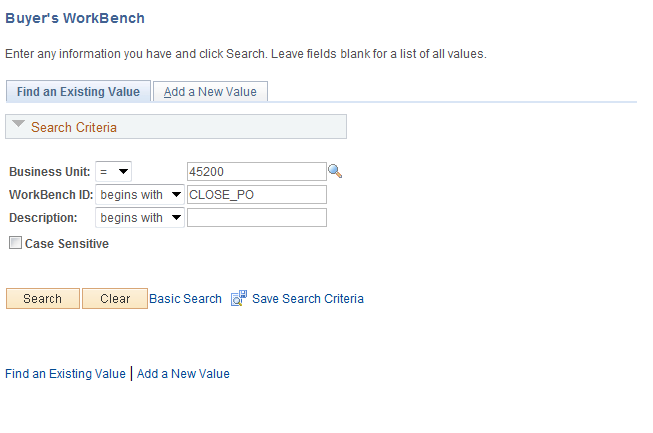 Buyer's WorkBench
Enter any information you have and click Search. Leave fields blank for a list of all values.
Find an Existing Value Add a New Value
Search Criteria
Business Unit: = 45200
WorkBench ID: begins with CLOSE_PO
Description: begins with
Case Sensitive
Search Clear Basic Search Save Search Criteria
Find an Existing Value | Add a New Value